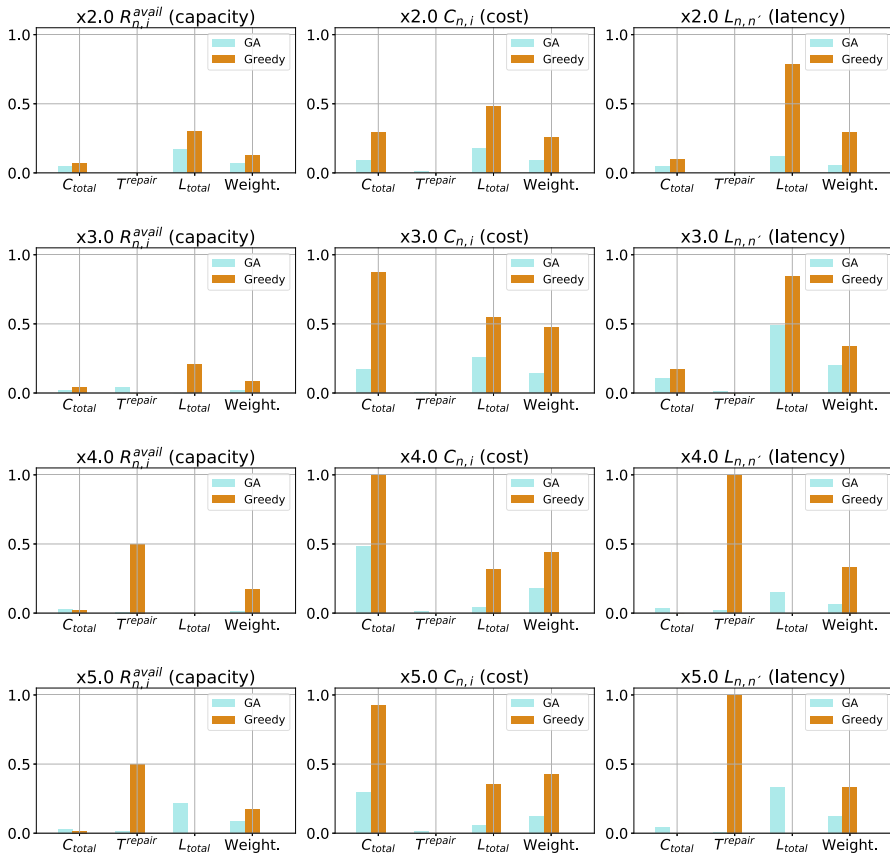 x2.0 R_{n,i}^{avail} (capacity)
1.0
0.5
0.0
GA
Greedy
C_{total} T^{repair} L_{total} Weight.
x2.0 C_{n,i} (cost)
1.0
0.5
0.0
GA
Greedy
C_{total} T^{repair} L_{total} Weight.
x2.0 L_{n,n´} (latency)
1.0
0.5
0.0
GA
Greedy
C_{total} T^{repair} L_{total} Weight.
x3.0 R_{n,i}^{avail} (capacity)
1.0
0.5
0.0
GA
Greedy
C_{total} T^{repair} L_{total} Weight.
x3.0 C_{n,i} (cost)
1.0
0.5
0.0
GA
Greedy
C_{total} T^{repair} L_{total} Weight.
x3.0 L_{n,n´} (latency)
1.0
0.5
0.0
GA
Greedy
C_{total} T^{repair} L_{total} Weight.
x4.0 R_{n,i}^{avail} (capacity)
1.0
0.5
0.0
GA
Greedy
C_{total} T^{repair} L_{total} Weight.
x4.0 C_{n,i} (cost)
1.0
0.5
0.0
GA
Greedy
C_{total} T^{repair} L_{total} Weight.
x4.0 L_{n,n´} (latency)
1.0
0.5
0.0
GA
Greedy
C_{total} T^{repair} L_{total} Weight.
x5.0 R_{n,i}^{avail} (capacity)
1.0
0.5
0.0
GA
Greedy
C_{total} T^{repair} L_{total} Weight.
x5.0 C_{n,i} (cost)
1.0
0.5
0.0
GA
Greedy
C_{total} T^{repair} L_{total} Weight.
x5.0 L_{n,n´} (latency)
1.0
0.5
0.0
GA
Greedy
C_{total} T^{repair} L_{total} Weight.